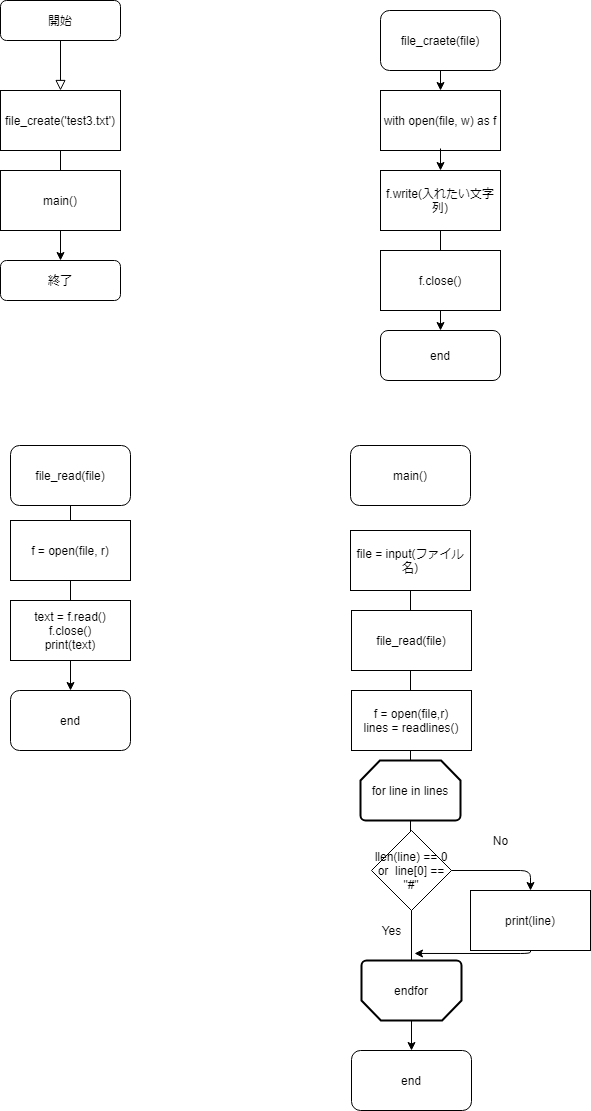 開始
file_create('test3.txt')
main()
終了
file_craete(file)
with open(file, w) as f
f.write(入れたい文字
列)
f.close()
end
file_read(file)
f = open(file, r)
text = f.read()
f.close()
print(text)
end
main()
file = input(ファイル
名)
file_read(file)
f = open(file,r)
lines = readlines()
for line in lines
llen(line) == 0
or line[0] ==
"#"
No
print(line)
Yes
endfor
end